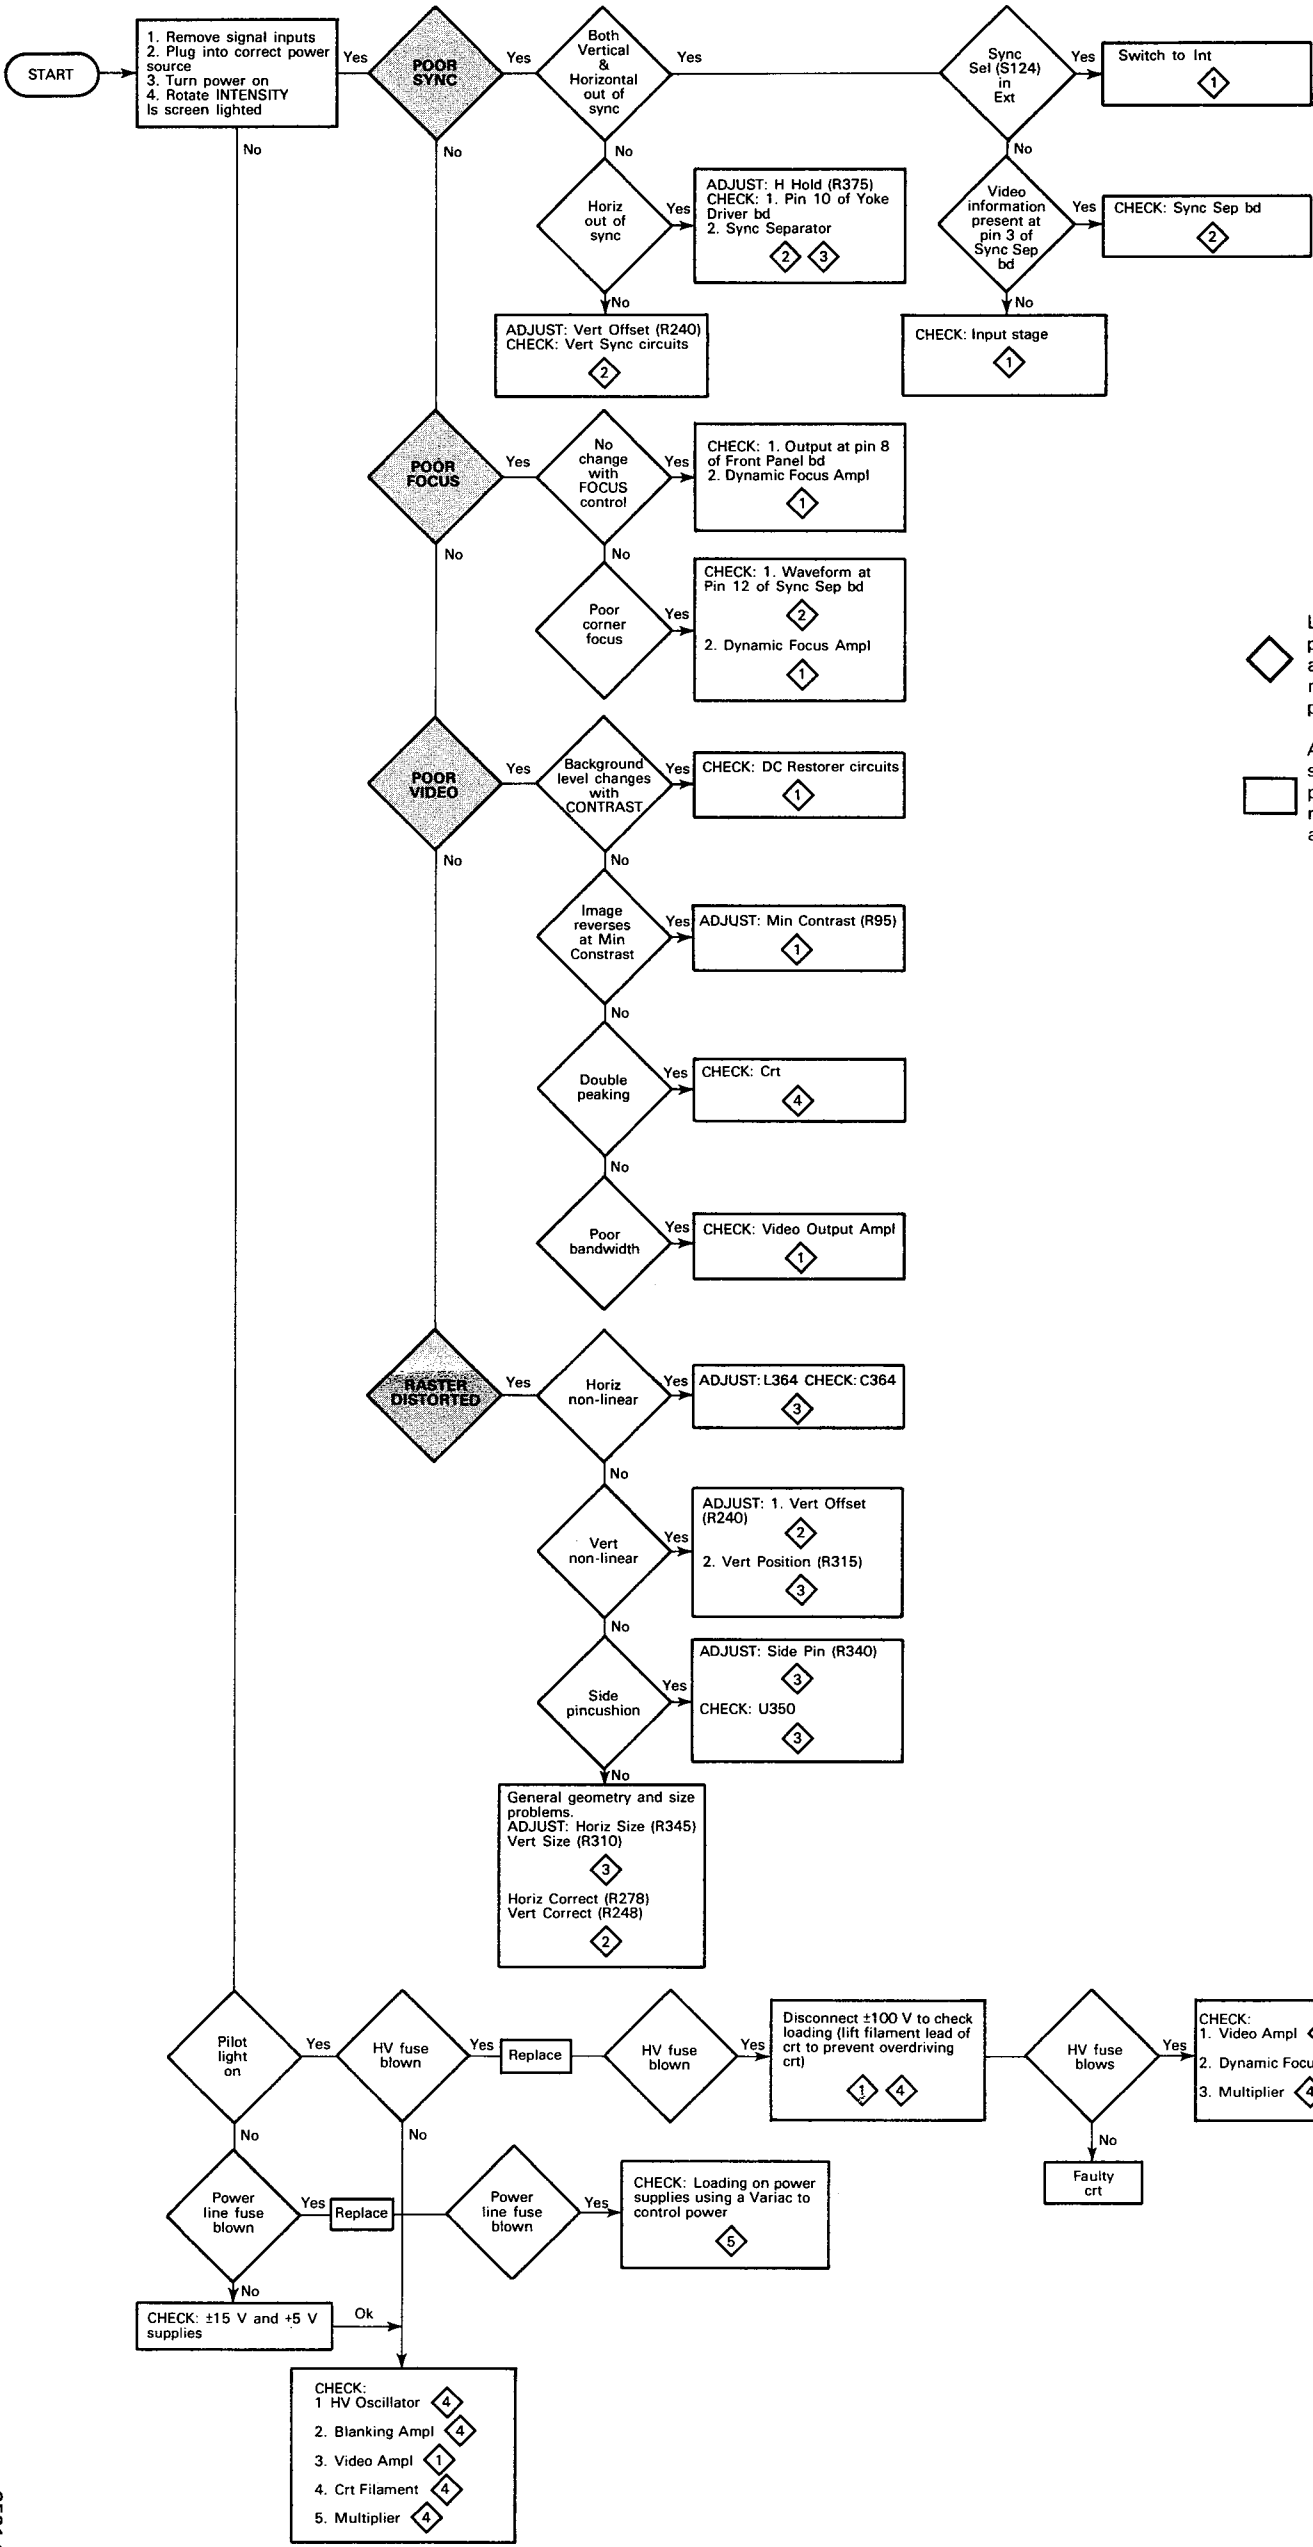 START
1. Remove signal inputs
2. Plug into correct power
source
3. Turn power on
4. Rotate INTENSITY
Is screen lighted
Yes
No
POOR
SYNC
Yes
No
Both
Vertical
&
Horizontal
out of
sync
Yes
No
Sync
Sel (S124)
in
Ext
Yes
No
Switch to Int
1
Horiz
out of
sync
Yes
No
ADJUST: H Hold (R375)
CHECK: 1. Pin 10 of Yoke
Driver bd
2. Sync Separator
2 3
Video
information
present at
pin 3 of
Sync Sep
bd
Yes
No
CHECK: Sync Sep bd
2
ADJUST: Vert Offset (R240)
CHECK: Vert Sync circuits
2
CHECK: Input stage
1
POOR
FOCUS
Yes
No
No
change
with
FOCUS
control
Yes
No
CHECK: 1. Output at pin 8
of Front Panel bd
2. Dynamic Focus Ampl
1
Poor
corner
focus
Yes
CHECK: 1. Waveform at
Pin 12 of Sync Sep bd
2
2. Dynamic Focus Ampl
1
POOR
VIDEO
Yes
No
Background
level changes
with
CONTRAST
Yes
No
CHECK: DC Restorer circuits
1
Image
reverses
at Min
Constrast
Yes
No
ADJUST: Min Contrast (R95)
1
Double
peaking
Yes
No
CHECK: Crt
4
Poor
bandwidth
Yes
CHECK: Video Output Ampl
1
RASTER
DISTORTED
Yes
Horiz
non-linear
Yes
No
ADJUST: L364 CHECK: C364
3
Vert
non-linear
Yes
No
ADJUST: 1. Vert Offset
(R240)
2
2. Vert Position (R315)
3
Side
pincushion
Yes
No
ADJUST: Side Pin (R340)
3
CHECK: U350
3
General geometry and size
problems.
ADJUST: Horiz Size (R345)
Vert Size (R310)
3
Horiz Correct (R278)
Vert Correct (R248)
2
Pilot
light
on
Yes
No
HV fuse
blown
Yes
No
Replace
HV fuse
blown
Yes
Disconnect ±100 V to check
loading (lift filament lead of
crt to prevent overdriving
crt)
1 4
HV fuse
blows
Yes
No
CHECK:
1. Video Ampl
2. Dynamic
3. Multiplier 4
Faulty
crt
Power
line fuse
blown
Yes
No
Replace
Power
line fuse
blown
Yes
CHECK: Loading on power
supplies using a Variac to
control power
5
CHECK: ±15 V and +5 V
supplies
Ok
CHECK:
1 HV Oscillator 4
2. Blanking Ampl 4
3. Video Ampl 1
4. Crt Filament 4
5. Multiplier 4